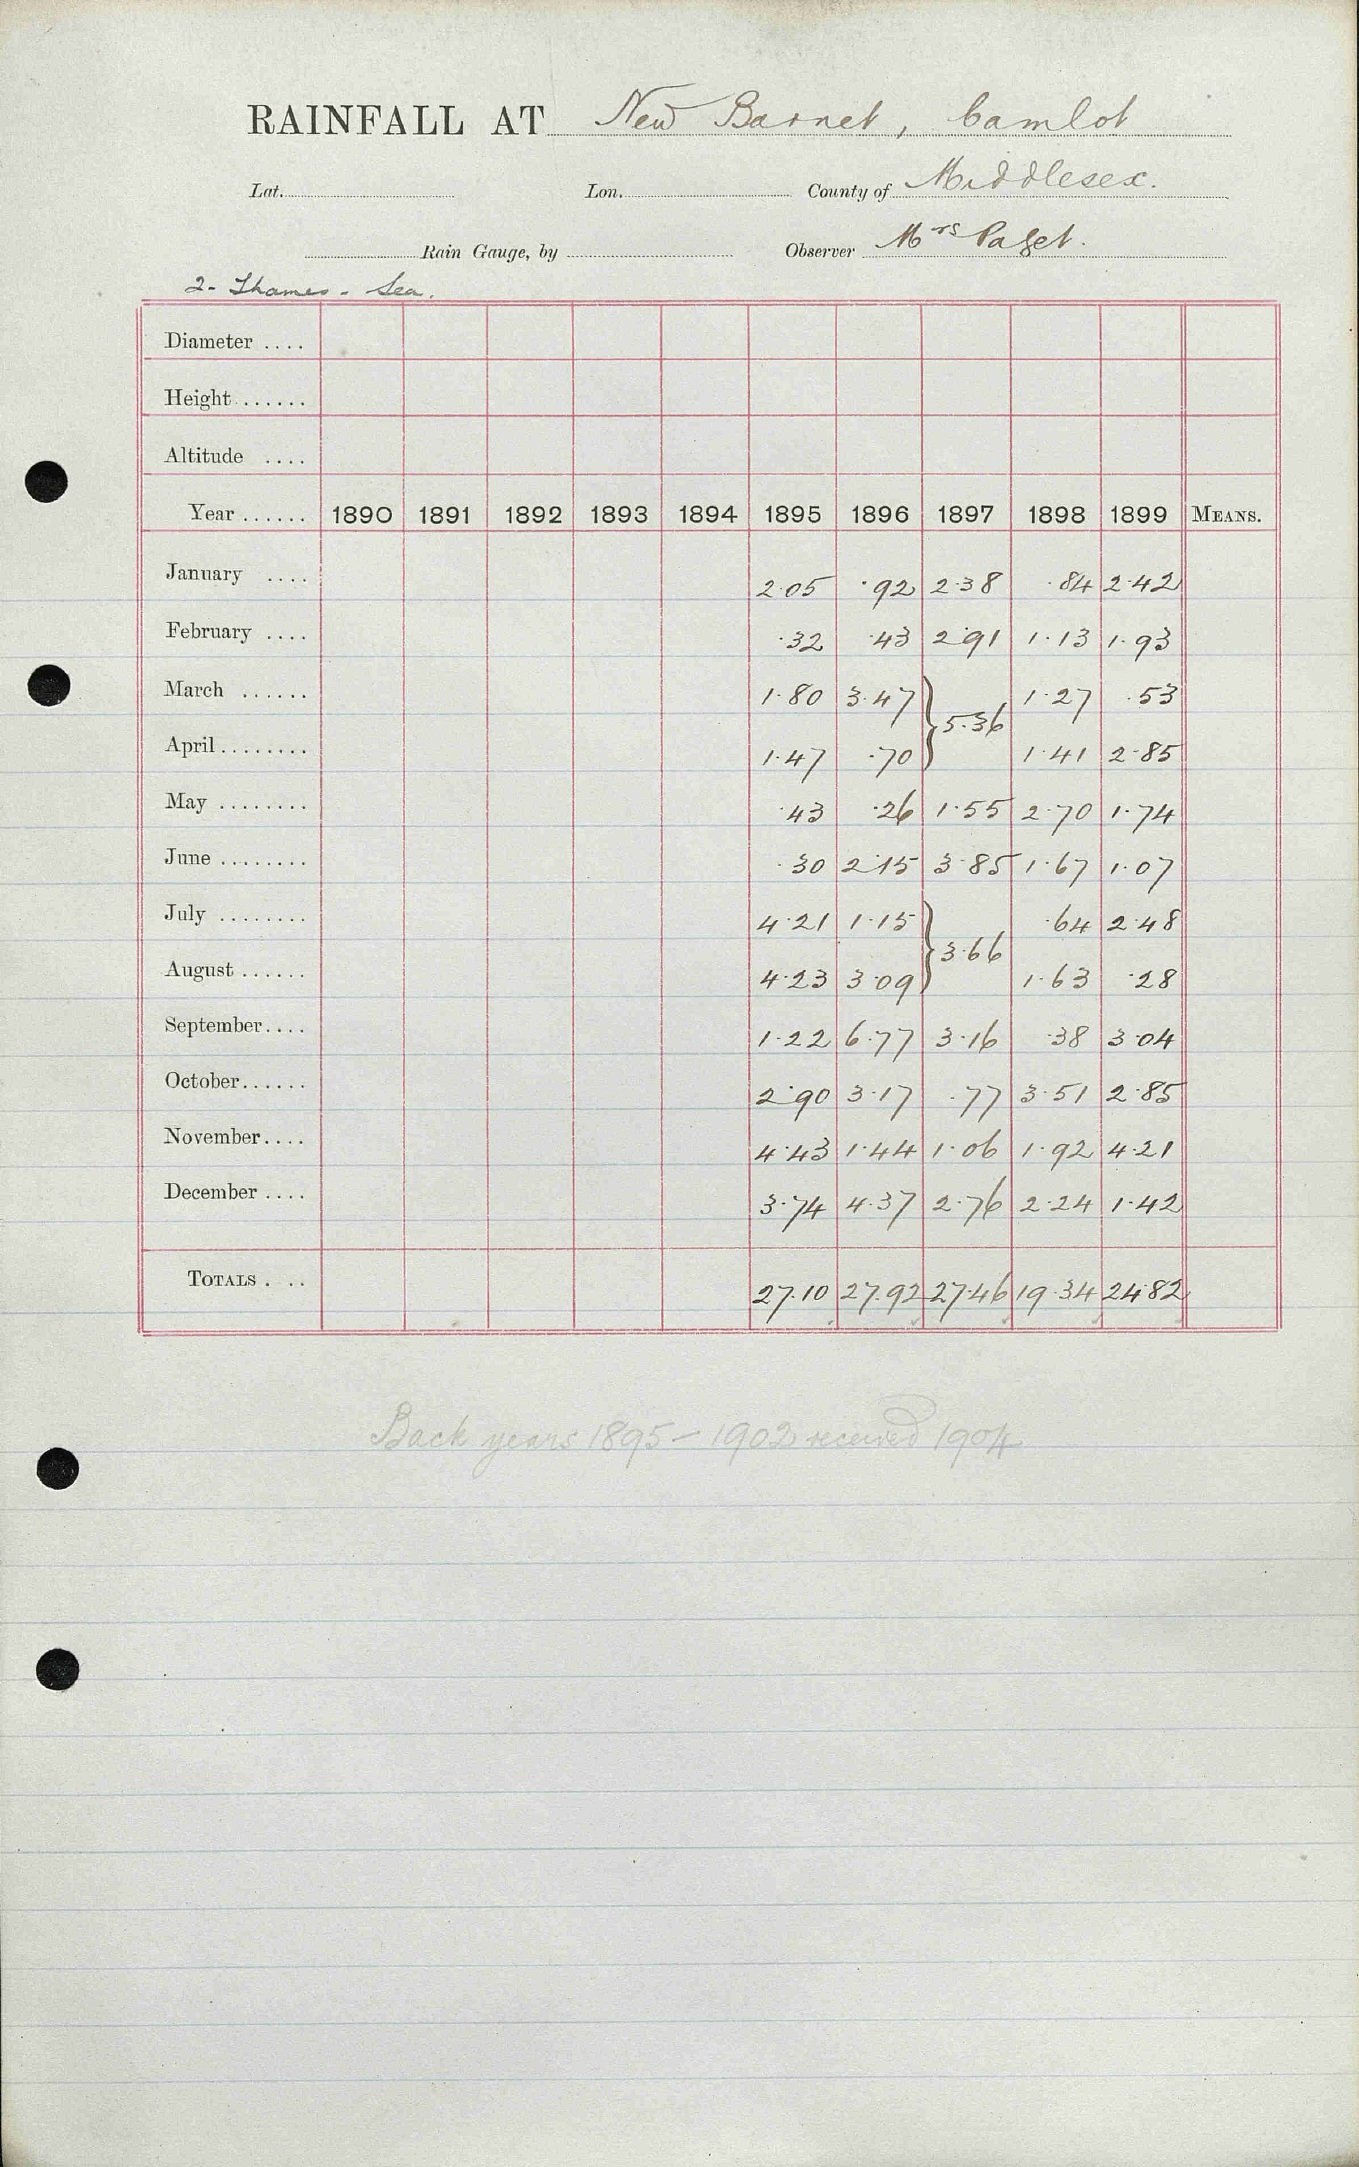 RAINFALL AT New Barnet, Camlot
Lat. Lon. County of Middlesex.
Rain Gauge, by Observer Mrs Paget.
2 - Thames - Sea.
Diameter ....
Height ......
Altitude ....
Year ...... 1890 1891 1892 1893 1894 1895 1896 1897 1898 1899 MEANS.
January .... 2.05 .92 2.38 .84 2.42
February .... .32 .43 2.91 1.13 1.93
March ...... 1.80 3.47 } 5.36 1.27 .53
April ........ 1.47 .70 1.41 2.85
May ........ .43 .26 1.55 2.70 1.74
June ........ .30 2.15 3.85 1.67 1.07
July ........ 4.21 1.15 } 3.66 .64 2.48
August ...... 4.23 3.09 1.63 .28
September.... 1.22 6.77 3.16 .38 3.04
October...... 2.90 3.17 .77 3.51 2.85
November.... 4.43 1.44 1.06 1.92 4.21
December .... 3.74 4.37 2.76 2.24 1.42
TOTALS . .. 27.10 27.92 27.46 19.34 24.82
Back years 1895 - 1902 received 1904